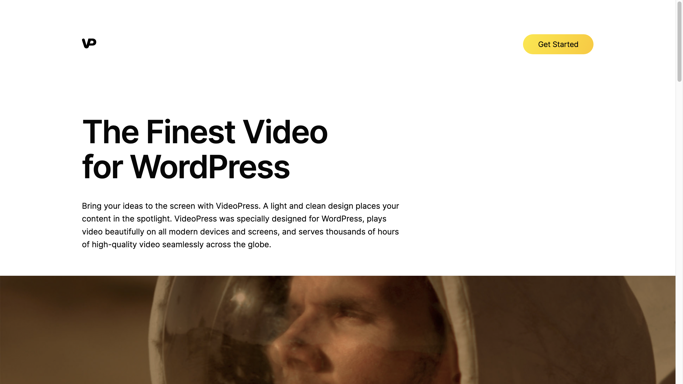 VP
Get Started
The Finest Video
for WordPress
Bring your ideas to the screen with VideoPress. A light and clean design places your
content in the spotlight. VideoPress was specially designed for WordPress, plays
video beautifully on all modern devices and screens, and serves thousands of hours
of high-quality video seamlessly across the globe.